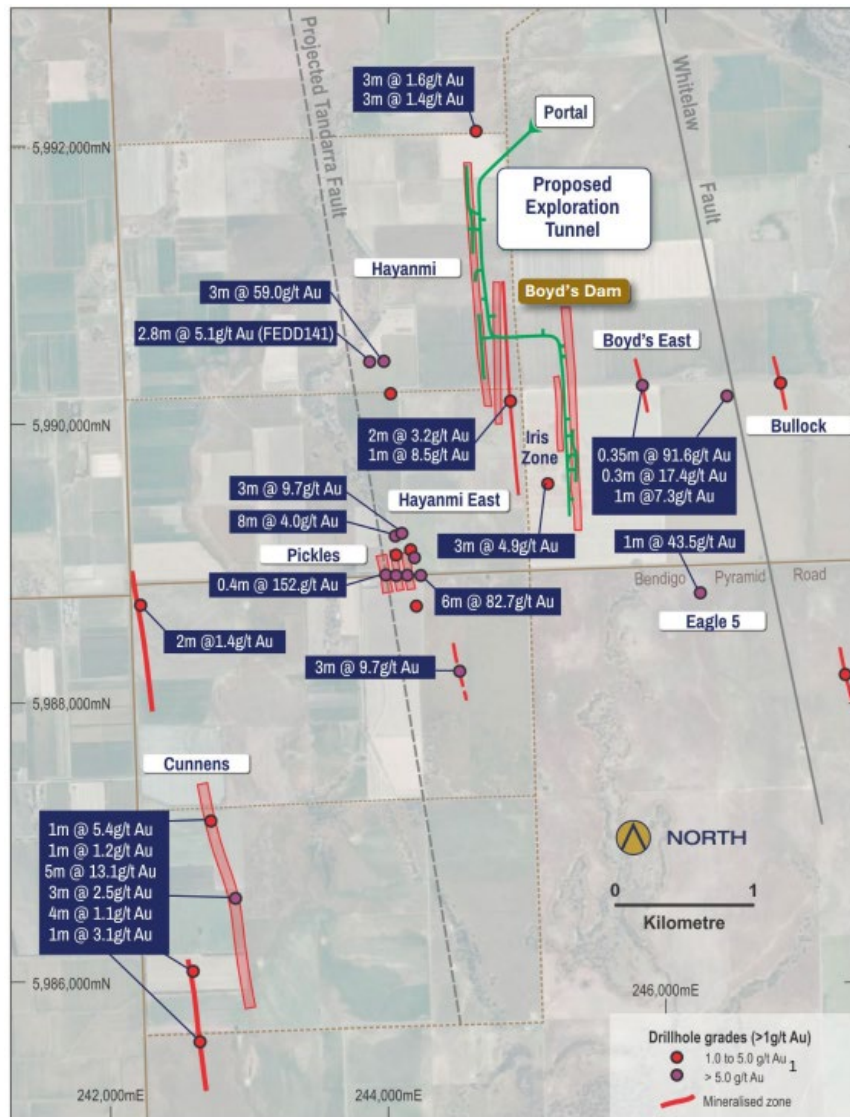 3m @ 1.6g/t Au
3m @ 1.4g/t Au
Portal
5,992,000mN
Projected Tandarra Fault
Whitelaw
Fault
Proposed
Exploration
Tunnel
Hayanmi
3m @ 59.0g/t Au
Boyd's Dam
2.8m @ 5.1g/t Au (FEDD141)
Boyd's East
5,990,000mN
2m @ 3.2g/t Au
1m @ 8.5g/t Au
Iris
Zone
Bullock
0.35m @ 91.6g/t Au
0.3m @ 17.4g/t Au
1m @7.3g/t Au
3m @ 9.7g/t Au
Hayanmi East
8m @ 4.0g/t Au
3m @ 4.9g/t Au
1m @ 43.5g/t Au
Pickles
0.4m @ 152.g/t Au
6m @ 82.7g/t Au
Bendigo Pyramid Road
Eagle 5
2m @1.4g/t Au
3m @ 9.7g/t Au
5,988,000mN
Cunnens
1m @ 5.4g/t Au
1m @ 1.2g/t Au
5m @ 13.1g/t Au
3m @ 2.5g/t Au
4m @ 1.1g/t Au
1m @ 3.1g/t Au
NORTH
0 1
Kilometre
5,986,000mN
246,000mE
Drillhole grades (>1g/t Au)
1.0 to 5.0 g/t Au 1
> 5.0 g/t Au
Mineralised zone
242,000mE
244,000mE